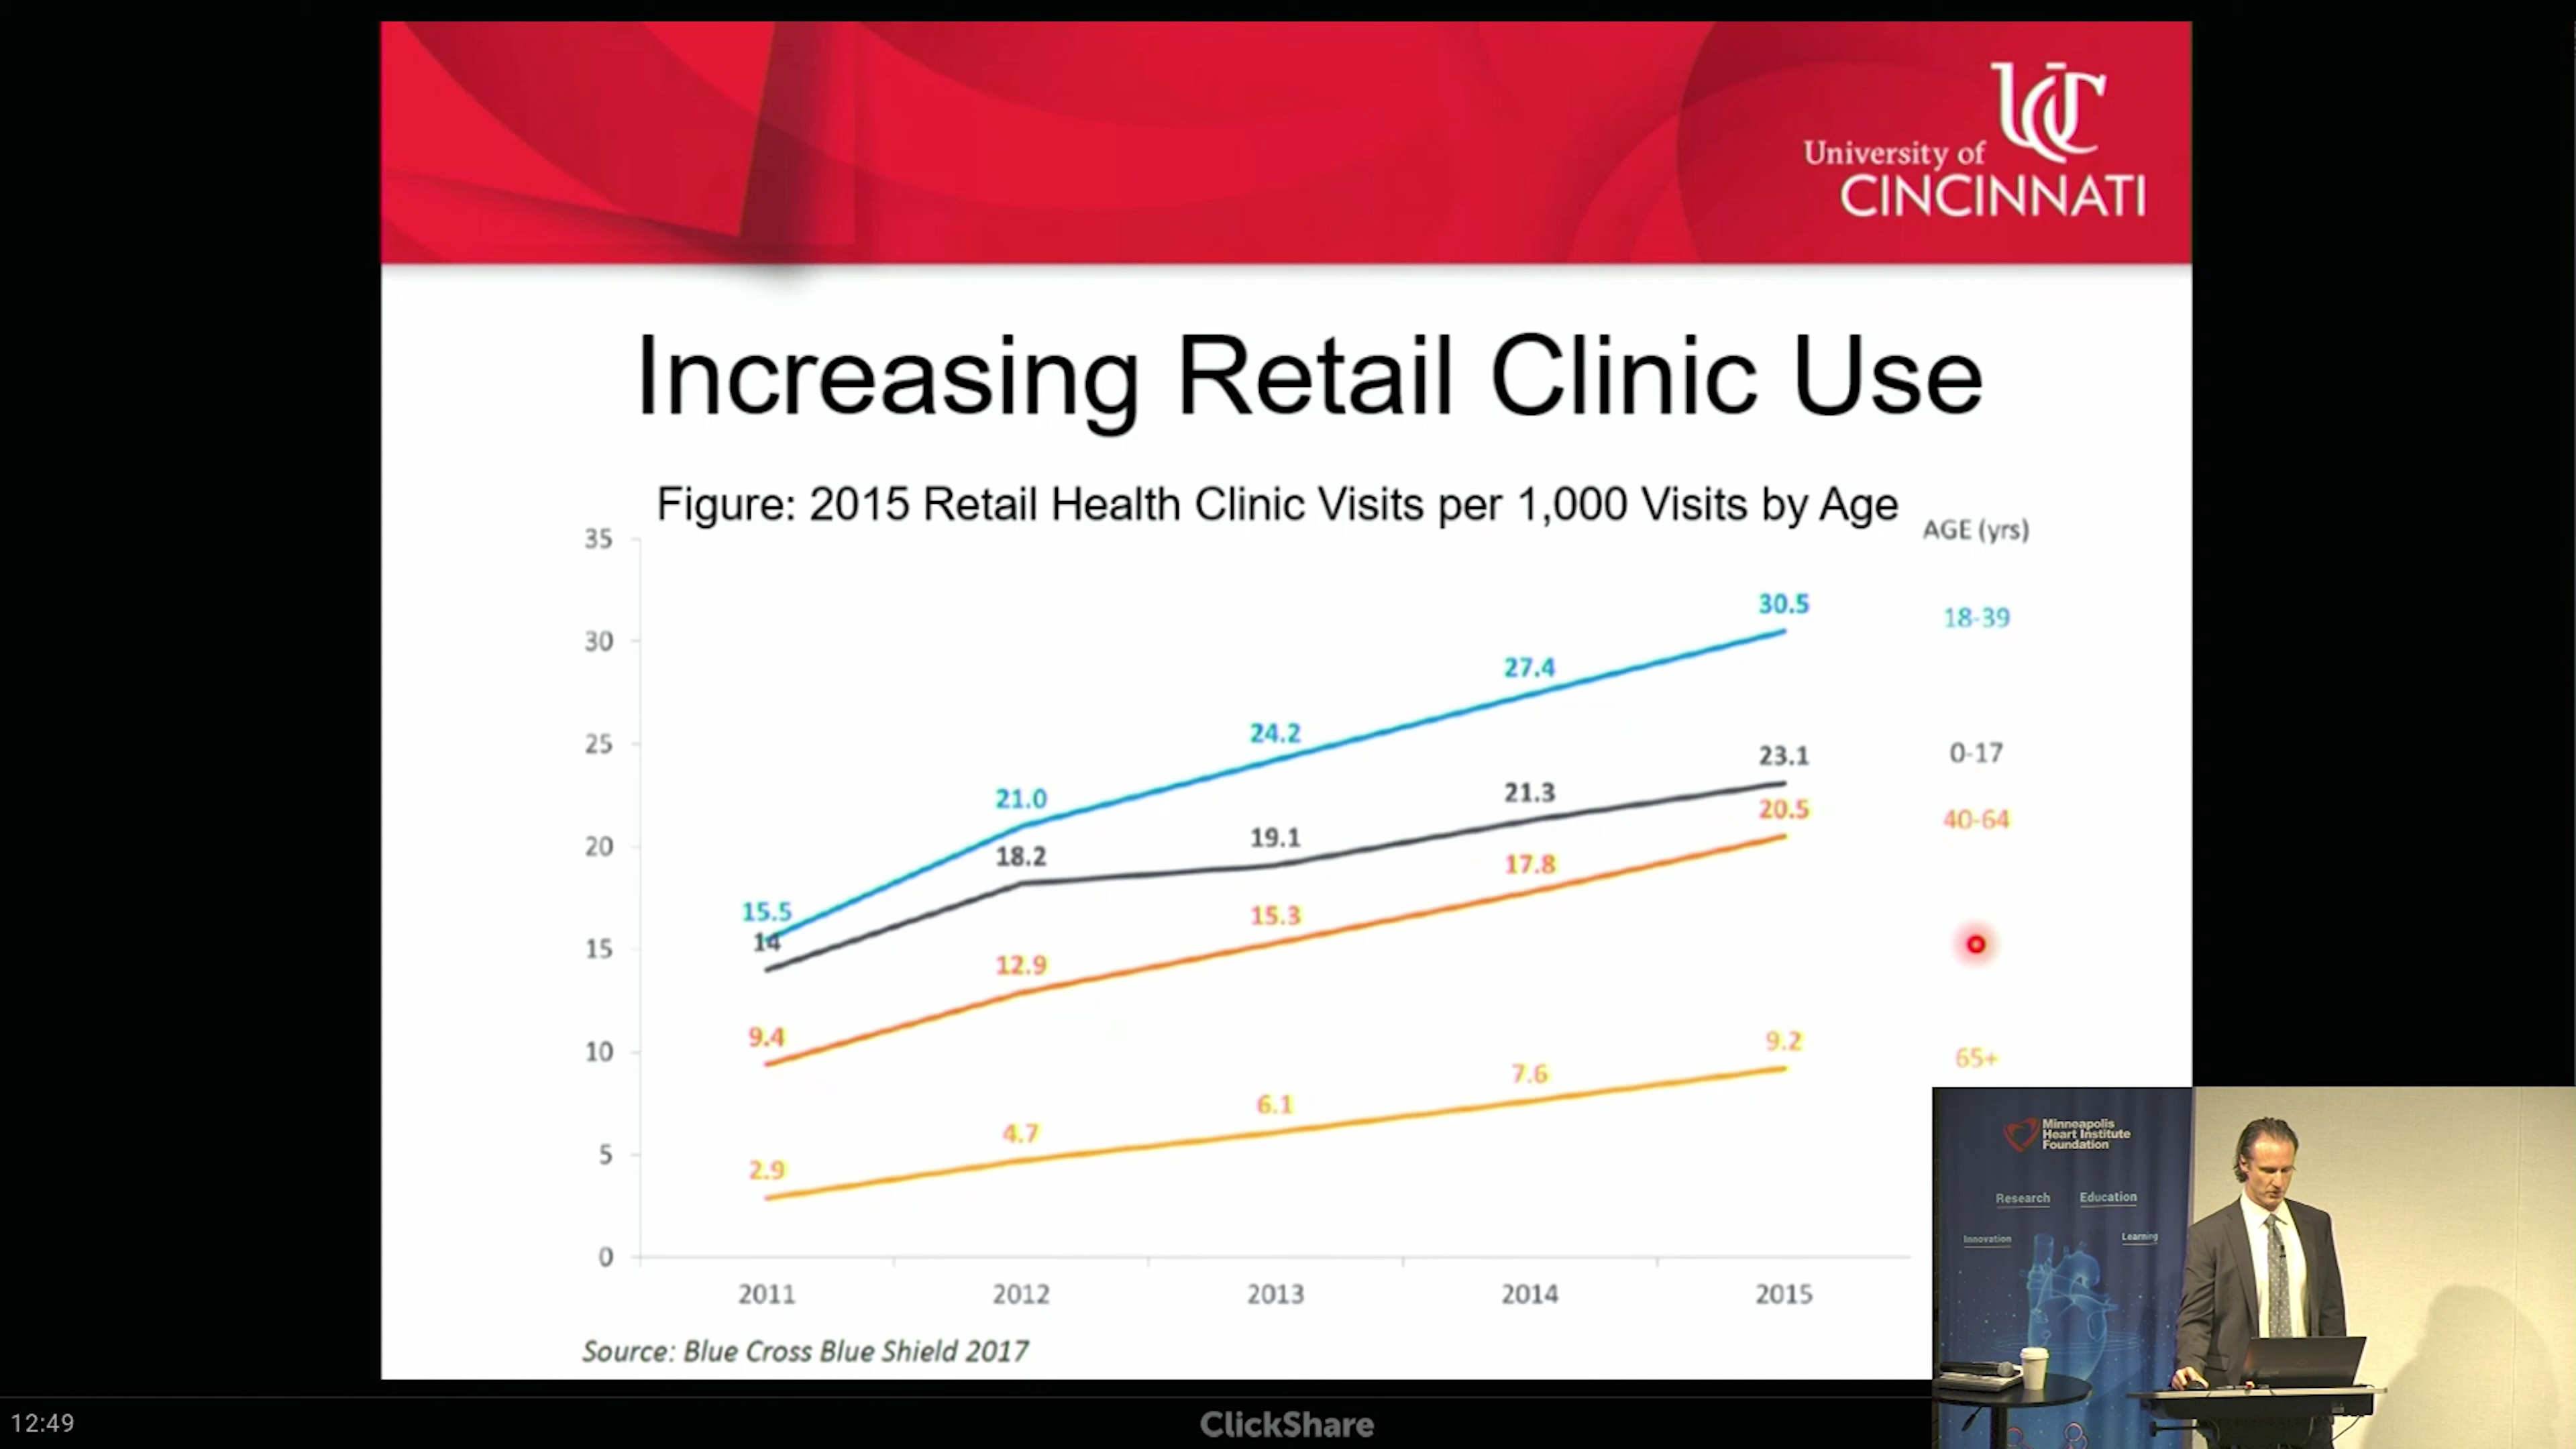 UC
University of
CINCINNATI
Increasing Retail Clinic Use
Figure: 2015 Retail Health Clinic Visits per 1,000 Visits by Age
AGE (yrs)
35
30
25
20
15
10
5
0
15.5
21.0
24.2
27.4
30.5
18-39
14
18.2
19.1
21.3
23.1
0-17
9.4
12.9
15.3
17.8
20.5
40-64
2.9
4.7
6.1
7.6
9.2
65+
2011
2012
2013
2014
2015
Source: Blue Cross Blue Shield 2017
Minneapolis
Heart Institute
Foundation
Research
Education
Innovation
Learning
12:49
ClickShare